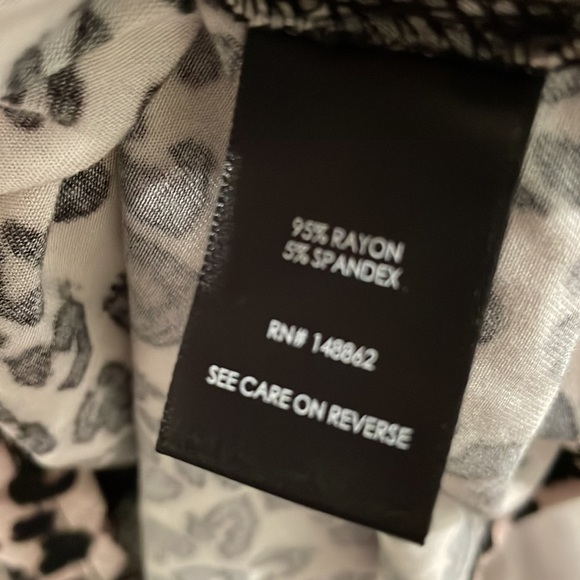 95% RAYON
5% SPANDEX
RN# 148862
SEE CARE ON REVERSE